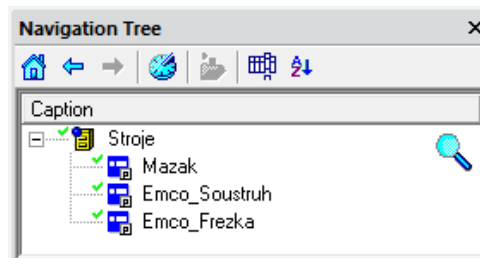 Navigation Tree
Caption
Stroje
Mazak
Emco_Soustruh
Emco_Frezka